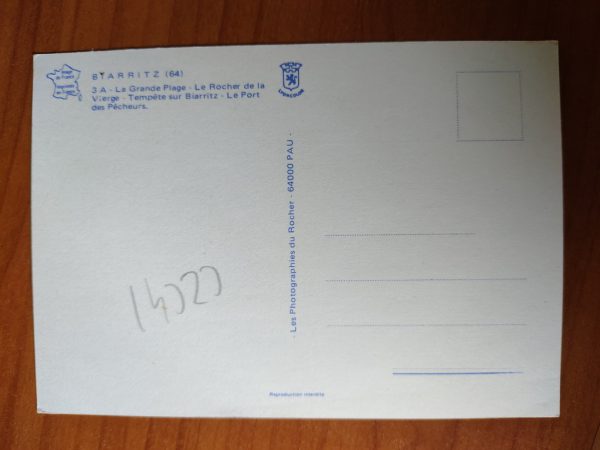 BIARRITZ (64)
3 A - La Grande Plage - Le Rocher de la
Vierge - Tempête sur Biarritz - Le Port
des Pêcheurs.
LYONCOLOR
- Les Photographies du Rocher - 64000 PAU -
Reproduction interdite